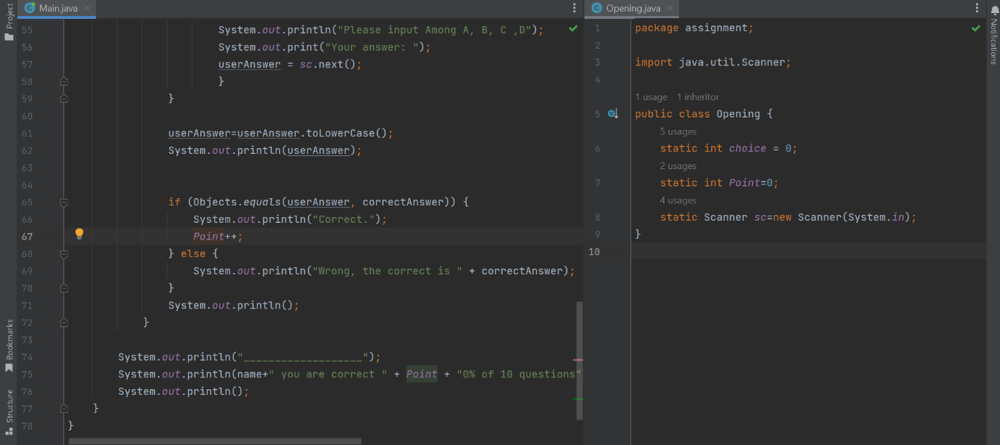 Project
Bookmarks
Structure
Main.java
55 System.out.println("Please input Among A, B, C ,D");
56 System.out.print("Your answer: ");
57 userAnswer = sc.next();
58 }
59 }
60
61 userAnswer=userAnswer.toLowerCase();
62 System.out.println(userAnswer);
63
64
65 if (Objects.equals(userAnswer, correctAnswer)) {
66 System.out.println("Correct.");
67 Point++;
68 } else {
69 System.out.println("Wrong, the correct is " + correctAnswer);
70 }
71 System.out.println();
72 }
73
74 System.out.println("___________________");
75 System.out.println(name+" you are correct " + Point + "0% of 10 questions"
76 System.out.println();
77 }
78 }
Opening.java
1 package assignment;
2
3 import java.util.Scanner;
4
1 usage 1 inheritor
5 public class Opening {
5 usages
6 static int choice = 0;
2 usages
7 static int Point=0;
4 usages
8 static Scanner sc=new Scanner(System.in);
9 }
10
Notifications